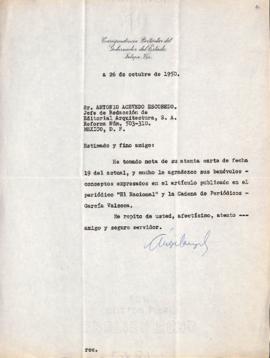 Correspondencia Particular del
Gobernador del Estado
Xalapa, Ver.
a 26 de octubre de 1950.
Sr. ANTONIO ACEVEDO ESCOBEDO,
Jefe de Redacción de
Editorial Arquitectura, S. A.
Reforma Núm. 503-310.
MEXICO, D. F.
Estimado y fino amigo:
He tomado nota de su atenta carta de fecha
19 del actual, y mucho le agradezco sus benévolos -
conceptos expresados en el artículo publicado en el
periódico "El Nacional" y la Cadena de Periódicos -
García Valseca.
Me repito de usted, afectísimo, atento ---
amigo y seguro servidor.
roc.